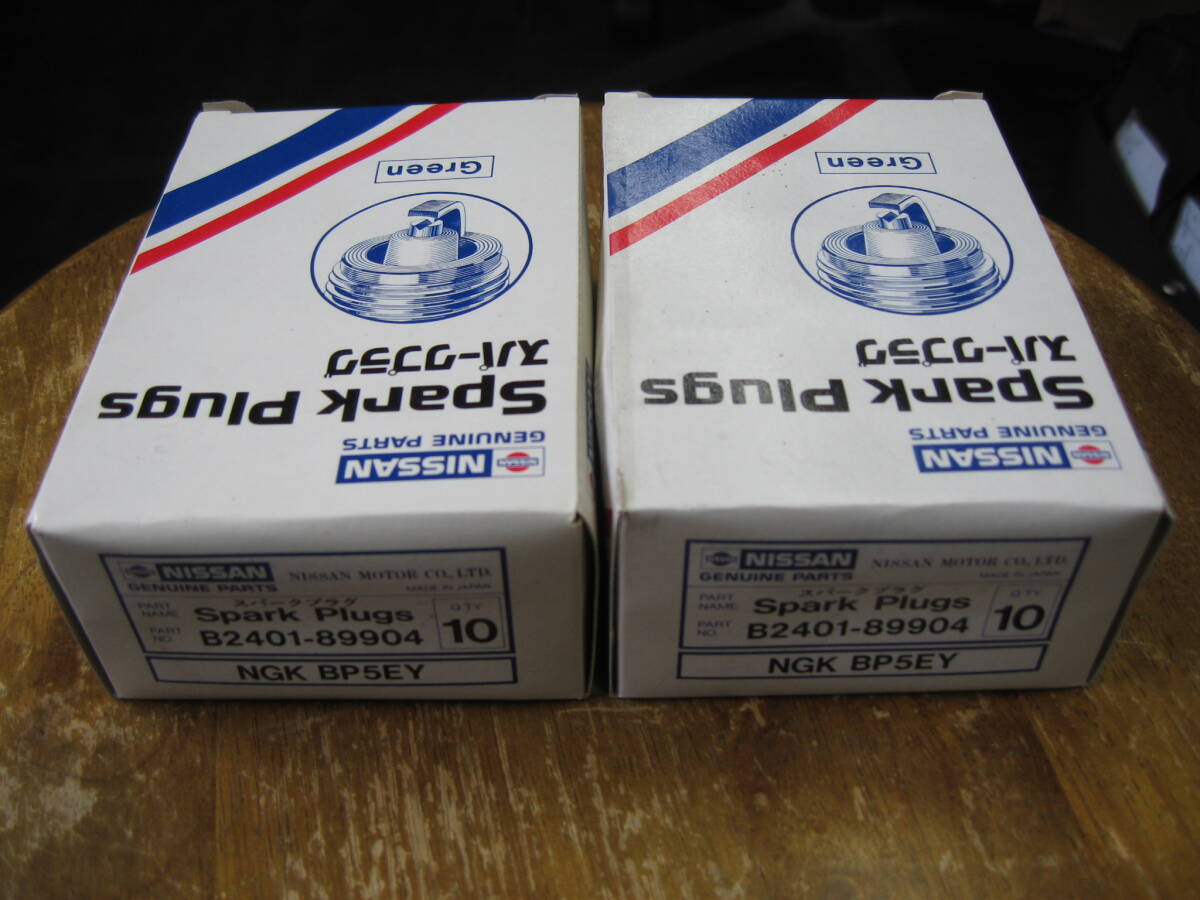 Green
スパークプラグ
Spark Plugs
GENUINE PARTS
NISSAN
NISSAN NISSAN MOTOR CO., LTD.
GENUINE PARTS MADE IN JAPAN
スパークプラグ
PART NAME Spark Plugs QTY
PART NO. B2401-89904 10
NGK BP5EY
Green
スパークプラグ
Spark Plugs
GENUINE PARTS
NISSAN
NISSAN NISSAN MOTOR CO., LTD.
GENUINE PARTS MADE IN JAPAN
スパークプラグ
PART NAME Spark Plugs QTY
PART NO. B2401-89904 10
NGK BP5EY